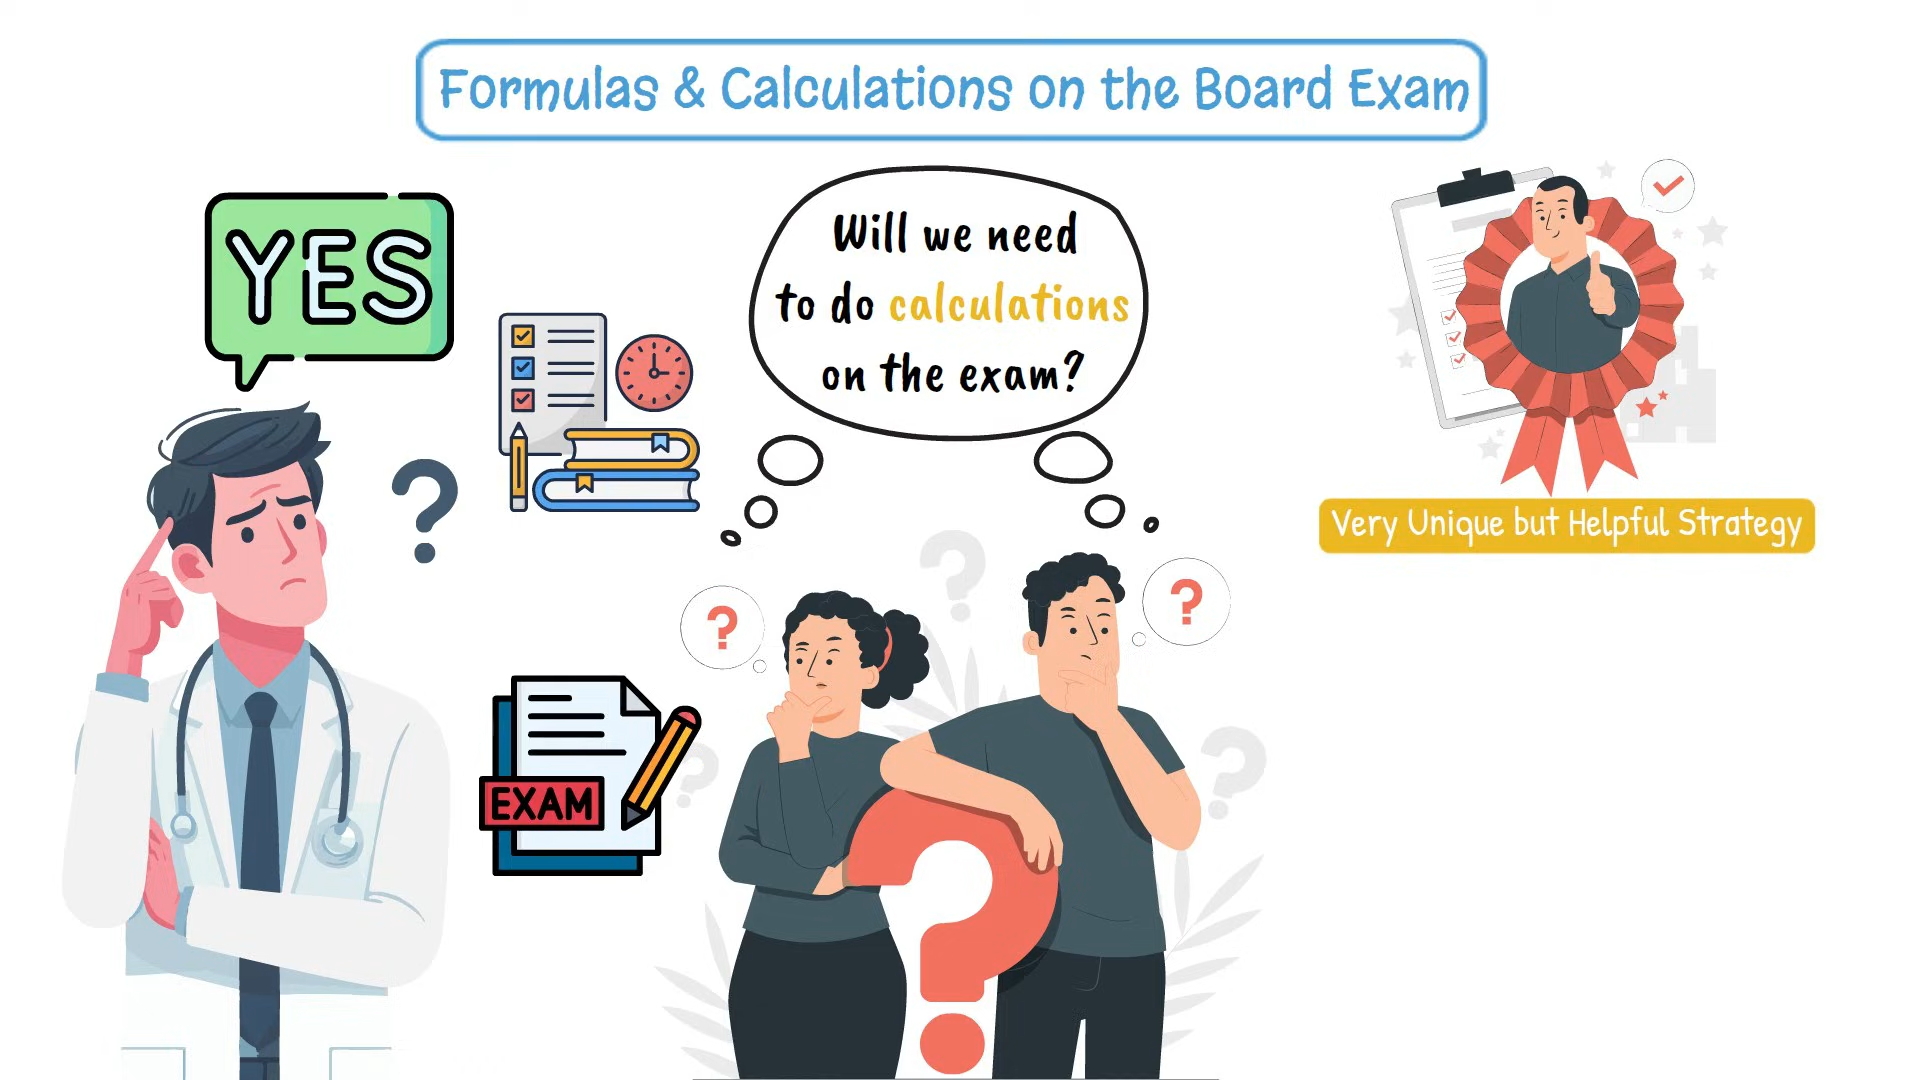 Formulas & Calculations on the Board Exam
YES
Will we need
to do calculations
on the exam?
Very Unique but Helpful Strategy
?
?
?
?
?
?
EXAM
?